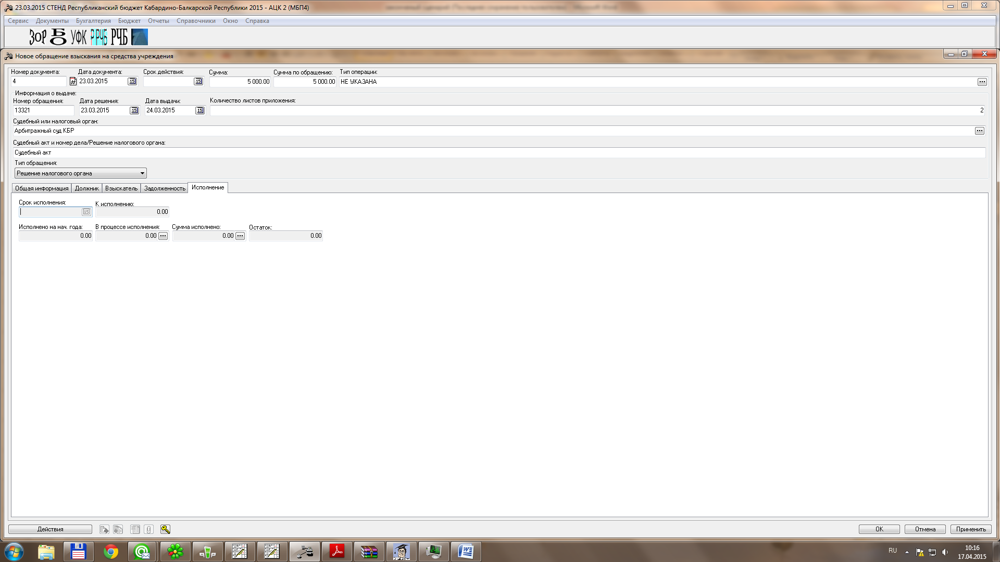 23.03.2015 СТЕНД Республиканский бюджет Кабардино-Балкарской Республики 2015 - АЦК 2 (МБП4)
Сервис Документы Бухгалтерия Бюджет Отчеты Справочники Окно Справка
ЗОР Б О УФК РРЧБ РЧБ
Новое обращение взыскания на средства учреждения
Номер документа: Дата документа: Срок действия: Сумма: Сумма по обращению: Тип операции:
4 # 23.03.2015 15 15 5 000.00 5 000.00 НЕ УКАЗАНА ...
Информация о выдаче:
Номер обращения: Дата решения: Дата выдачи: Количество листов приложения:
13321 23.03.2015 15 24.03.2015 15 2
Судебный или налоговый орган:
Арбитражный суд КБР ...
Судебный акт и номер дела/Решение налогового органа:
Судебный акт
Тип обращения:
Решение налогового органа
Общая информация Должник Взыскатель Задолженность Исполнение
Срок исполнения: К исполнению:
15 0.00
Исполнено на нач. года: В процессе исполнения: Сумма исполнено: Остаток:
0.00 0.00 ... 0.00 ... 0.00
Действия OK Отмена Применить
RU 10:16
17.04.2015